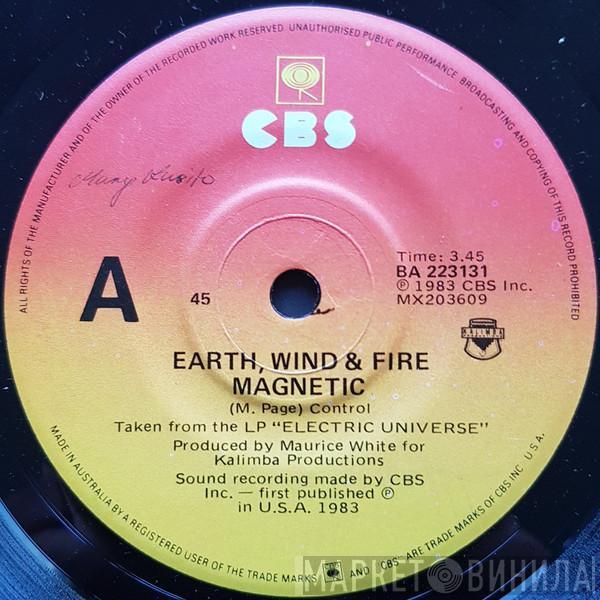 ALL RIGHTS OF THE MANUFACTURER AND OF THE OWNER OF THE RECORDED WORK RESERVED. UNAUTHORISED PUBLIC PERFORMANCE BROADCASTING AND COPYING OF THIS RECORD PROHIBITED
CBS
A
45
Time: 3.45
BA 223131
℗ 1983 CBS Inc.
MX203609
EARTH, WIND & FIRE
MAGNETIC
(M. Page) Control
Taken from the LP "ELECTRIC UNIVERSE"
Produced by Maurice White for
Kalimba Productions
Sound recording made by CBS
Inc. — first published ℗
in U.S.A. 1983
MADE IN AUSTRALIA BY A REGISTERED USER OF THE TRADE MARKS AND "CBS" ARE TRADE MARKS OF CBS INC U.S.A.
МАРКЕТ ВИНИЛА